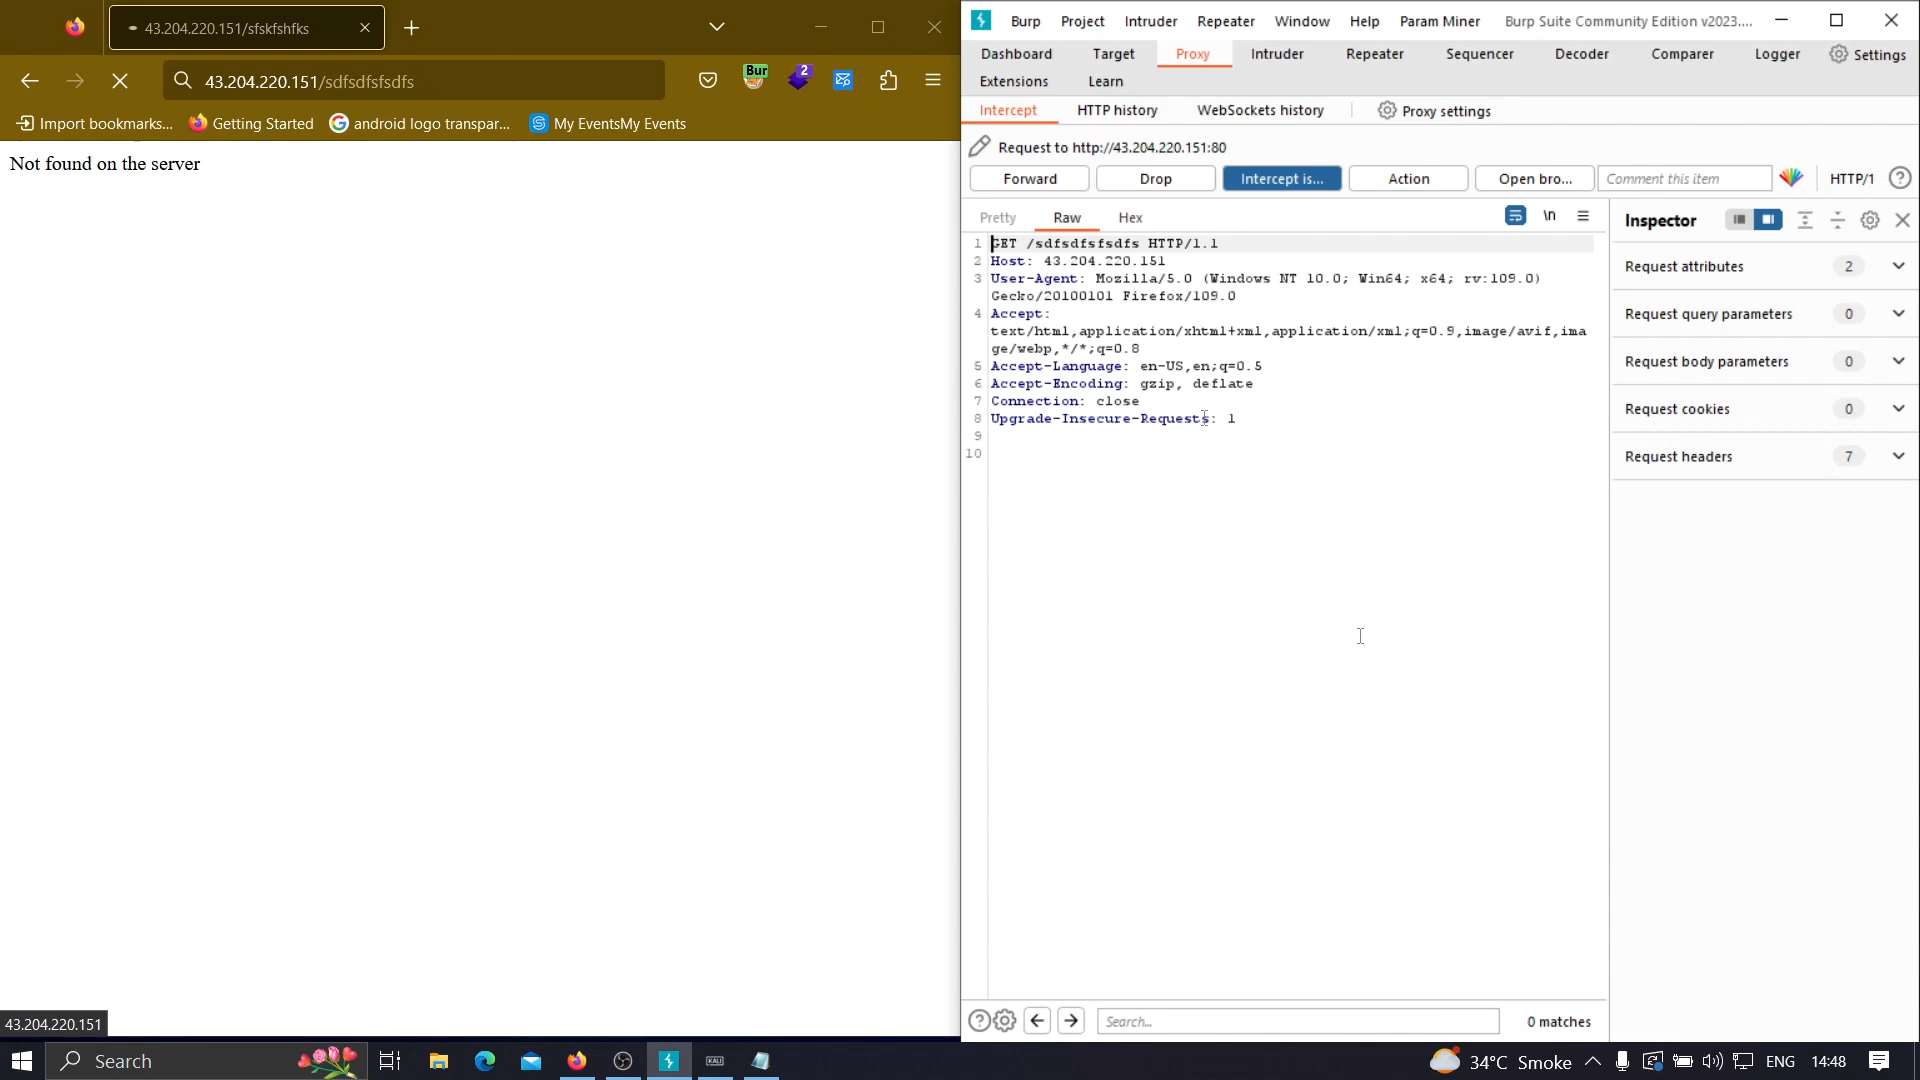 43.204.220.151/sfskfshfks
43.204.220.151/sdfsdfsfsdfs
Bur
2
Import bookmarks...
Getting Started
android logo transpar...
My EventsMy Events
Not found on the server
43.204.220.151
Burp Project Intruder Repeater Window Help Param Miner Burp Suite Community Edition v2023....
Dashboard Target Proxy Intruder Repeater Sequencer Decoder Comparer Logger Settings
Extensions Learn
Intercept HTTP history WebSockets history Proxy settings
Request to http://43.204.220.151:80
Forward Drop Intercept is... Action Open bro... Comment this item HTTP/1 ?
Pretty Raw Hex \n
1 GET /sdfsdfsfsdfs HTTP/1.1
2 Host: 43.204.220.151
3 User-Agent: Mozilla/5.0 (Windows NT 10.0; Win64; x64; rv:109.0)
Gecko/20100101 Firefox/109.0
4 Accept:
text/html,application/xhtml+xml,application/xml;q=0.9,image/avif,ima
ge/webp,*/*;q=0.8
5 Accept-Language: en-US,en;q=0.5
6 Accept-Encoding: gzip, deflate
7 Connection: close
8 Upgrade-Insecure-Requests: 1
9
10
Inspector
Request attributes 2
Request query parameters 0
Request body parameters 0
Request cookies 0
Request headers 7
? Search... 0 matches
Search KALI 34°C Smoke ENG 14:48